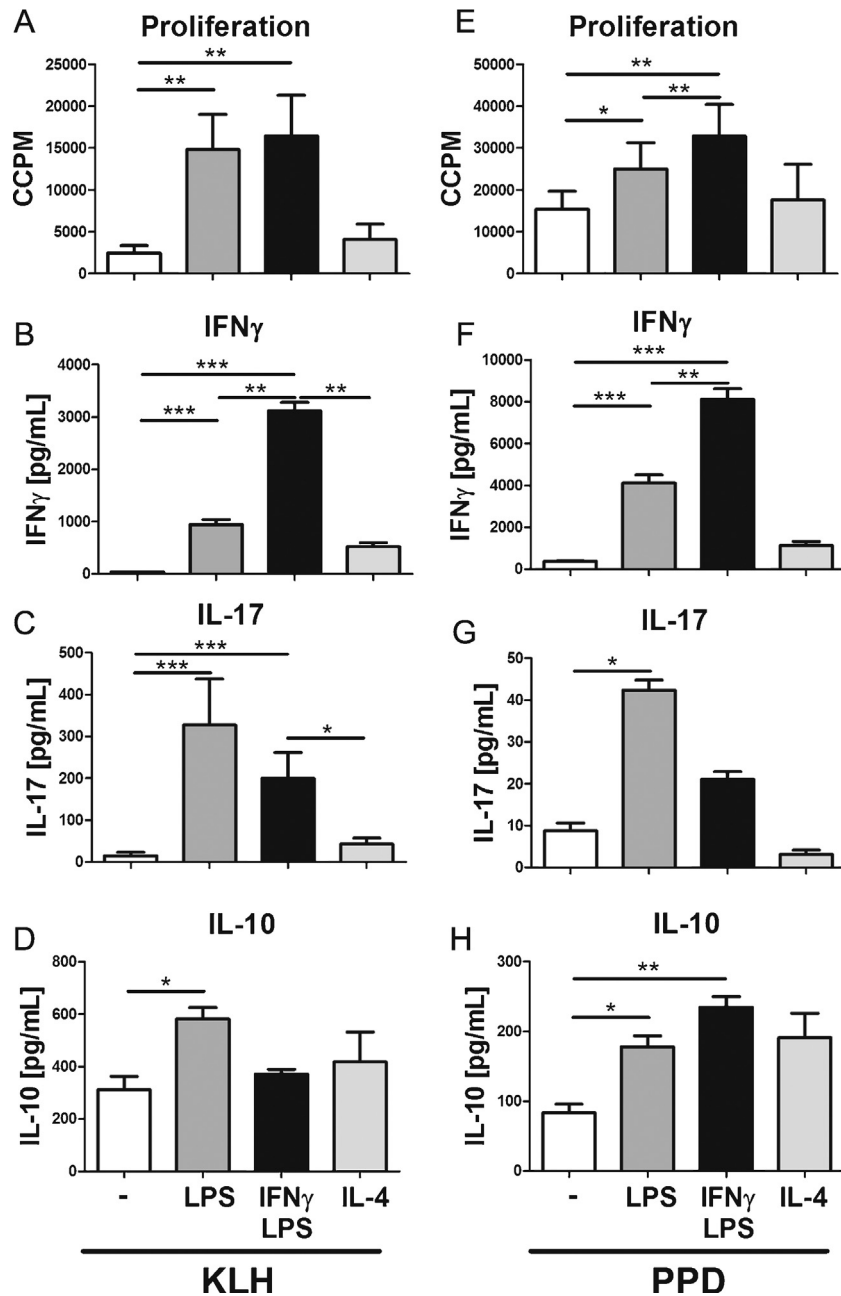 A
Proliferation
CCPM
25000
20000
15000
10000
5000
0
**
**
B
IFNγ
IFNγ [pg/mL]
4000
3000
2000
1000
0
***
***
**
**
C
IL-17
IL-17 [pg/mL]
500
400
300
200
100
0
***
***
*
D
IL-10
IL-10 [pg/mL]
800
600
400
200
0
*
- LPS IFNγ IL-4
LPS
KLH
E
Proliferation
CCPM
50000
40000
30000
20000
10000
0
**
* **
F
IFNγ
IFNγ [pg/mL]
10000
8000
6000
4000
2000
0
***
**
***
G
IL-17
IL-17 [pg/mL]
50
40
30
20
10
0
*
H
IL-10
IL-10 [pg/mL]
300
200
100
0
**
*
- LPS IFNγ IL-4
LPS
PPD